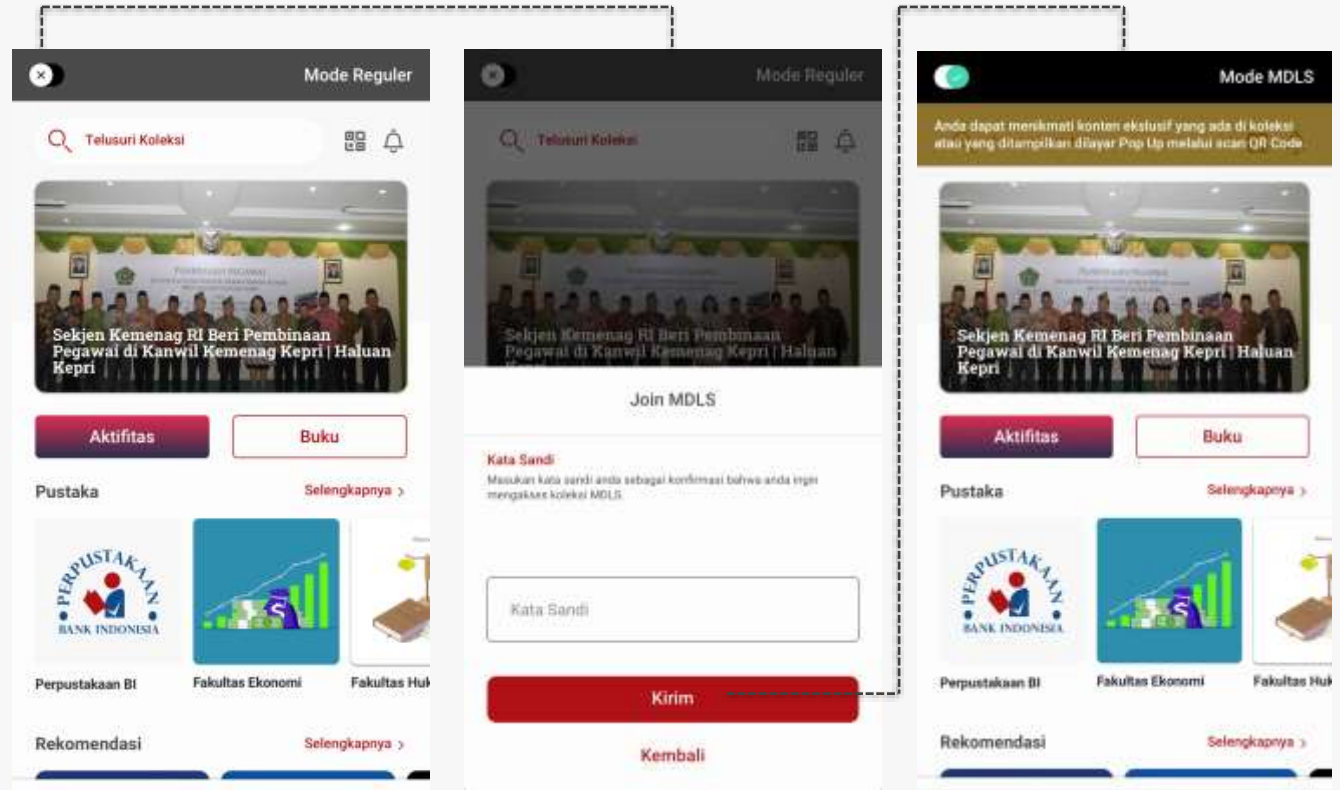 Mode Reguler
Telusuri Koleksi
Sekjen Kemenag RI Beri Pembinaan
Pegawai di Kanwil Kemenag Kepri | Haluan
Kepri
Aktifitas
Buku
Pustaka
Selengkapnya >
PERPUSTAKAAN
BANK INDONESIA
Perpustakaan BI
Fakultas Ekonomi
Fakultas Huk
Rekomendasi
Selengkapnya >
Mode Reguler
Telusuri Koleksi
Sekjen Kemenag RI Beri Pembinaan
Pegawai di Kanwil Kemenag Kepri | Haluan
Kepri
Join MDLS
Kata Sandi
Masukan kata sandi anda sebagai konfirmasi bahwa anda ingin
mengakses koleksi MDLS
Kata Sandi
Kirim
Kembali
Mode MDLS
Anda dapat menikmati konten ekslusif yang ada di koleksi
atau yang ditampilkan dilayar Pop Up melalui scan QR Code
Sekjen Kemenag RI Beri Pembinaan
Pegawai di Kanwil Kemenag Kepri | Haluan
Kepri
Aktifitas
Buku
Pustaka
Selengkapnya >
PERPUSTAKAAN
BANK INDONESIA
Perpustakaan BI
Fakultas Ekonomi
Fakultas Huk
Rekomendasi
Selengkapnya >